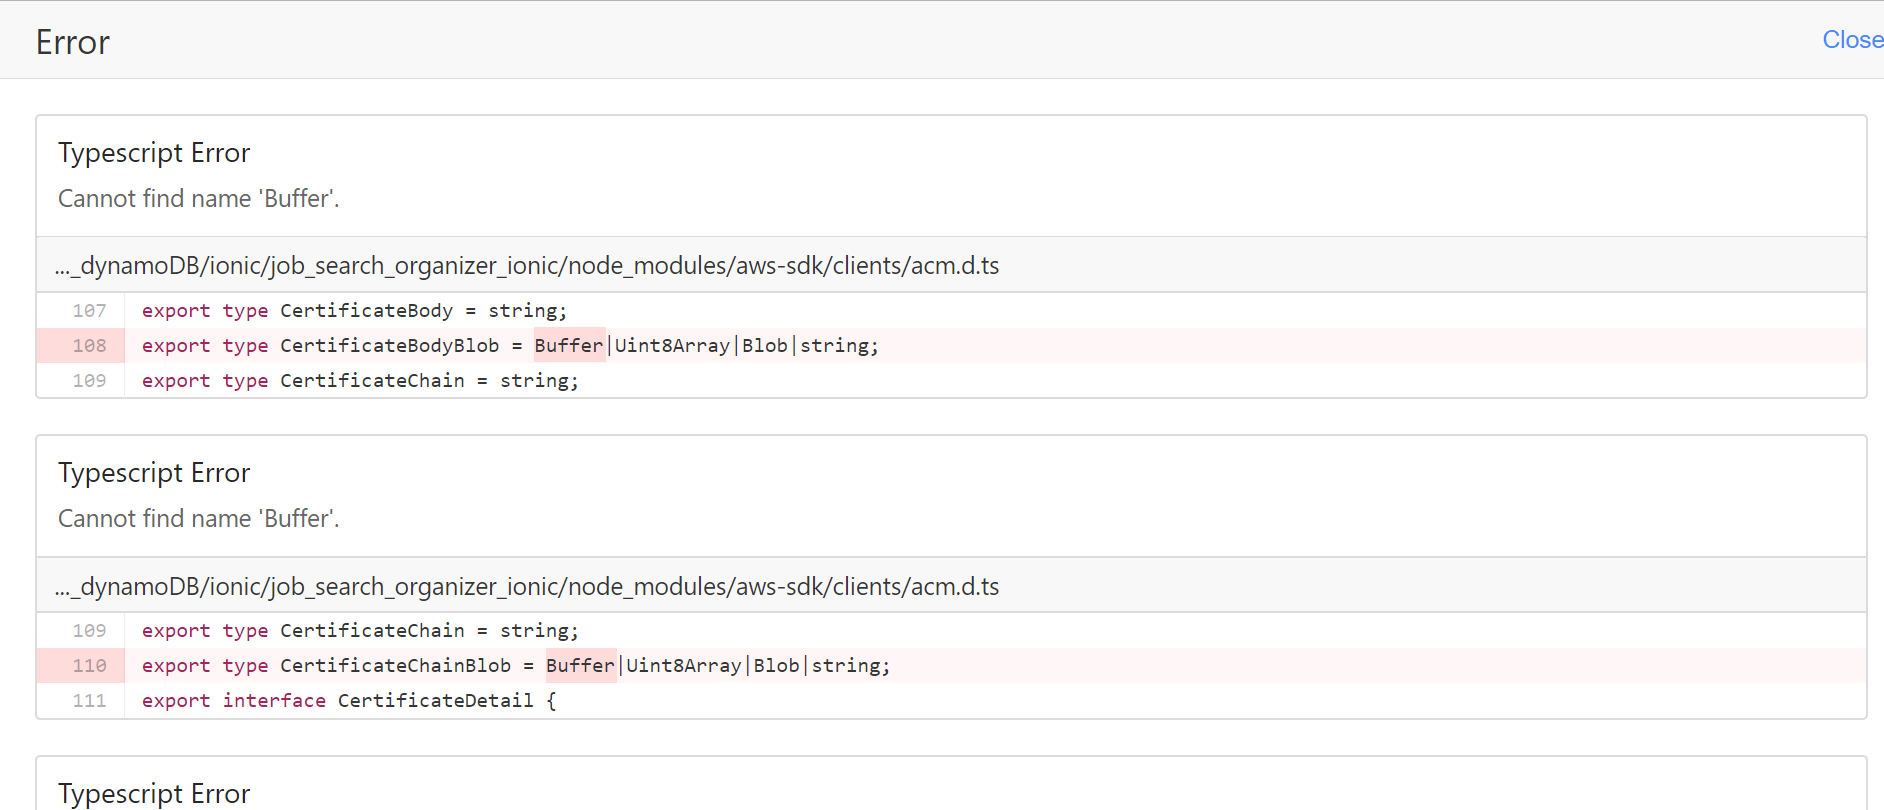 Error
Close
Typescript Error
Cannot find name 'Buffer'.
..._dynamoDB/ionic/job_search_organizer_ionic/node_modules/aws-sdk/clients/acm.d.ts
107 export type CertificateBody = string;
108 export type CertificateBodyBlob = Buffer|Uint8Array|Blob|string;
109 export type CertificateChain = string;
Typescript Error
Cannot find name 'Buffer'.
..._dynamoDB/ionic/job_search_organizer_ionic/node_modules/aws-sdk/clients/acm.d.ts
109 export type CertificateChain = string;
110 export type CertificateChainBlob = Buffer|Uint8Array|Blob|string;
111 export interface CertificateDetail {
Typescript Error